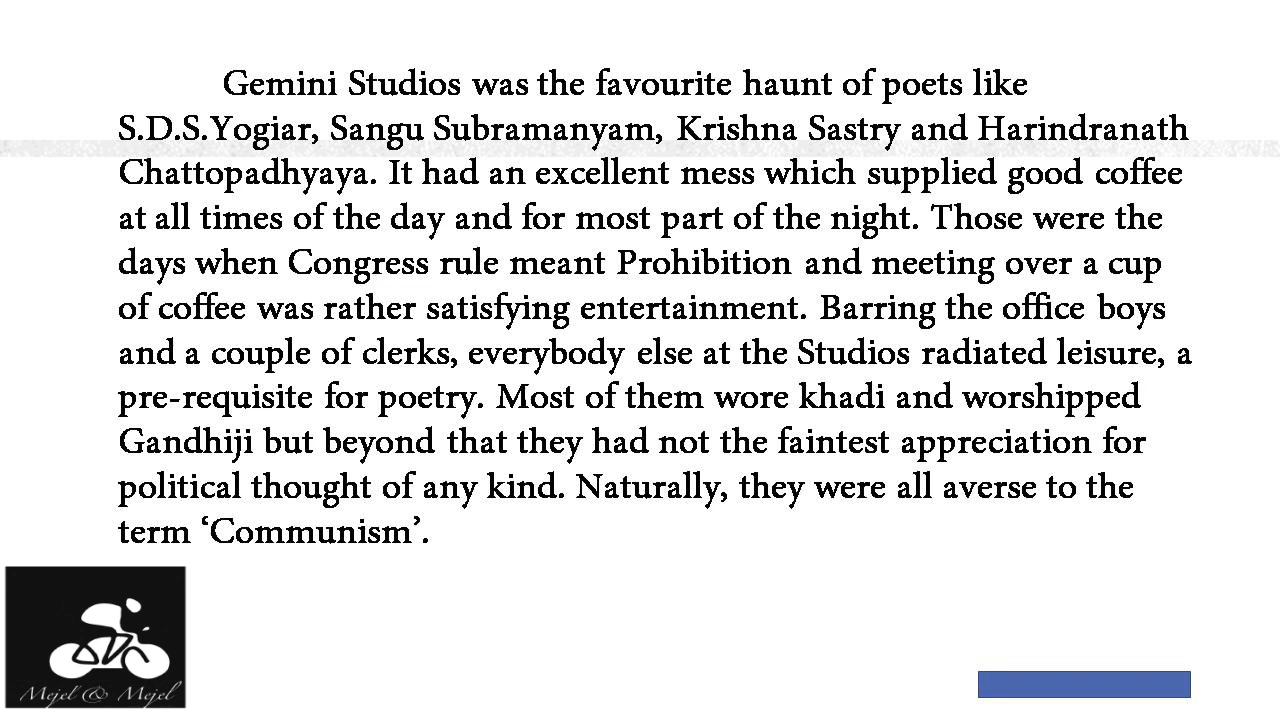 Gemini Studios was the favourite haunt of poets like
S.D.S.Yogiar, Sangu Subramanyam, Krishna Sastry and Harindranath
Chattopadhyaya. It had an excellent mess which supplied good coffee
at all times of the day and for most part of the night. Those were the
days when Congress rule meant Prohibition and meeting over a cup
of coffee was rather satisfying entertainment. Barring the office boys
and a couple of clerks, everybody else at the Studios radiated leisure, a
pre-requisite for poetry. Most of them wore khadi and worshipped
Gandhiji but beyond that they had not the faintest appreciation for
political thought of any kind. Naturally, they were all averse to the
term ‘Communism’.
Mejel & Mejel